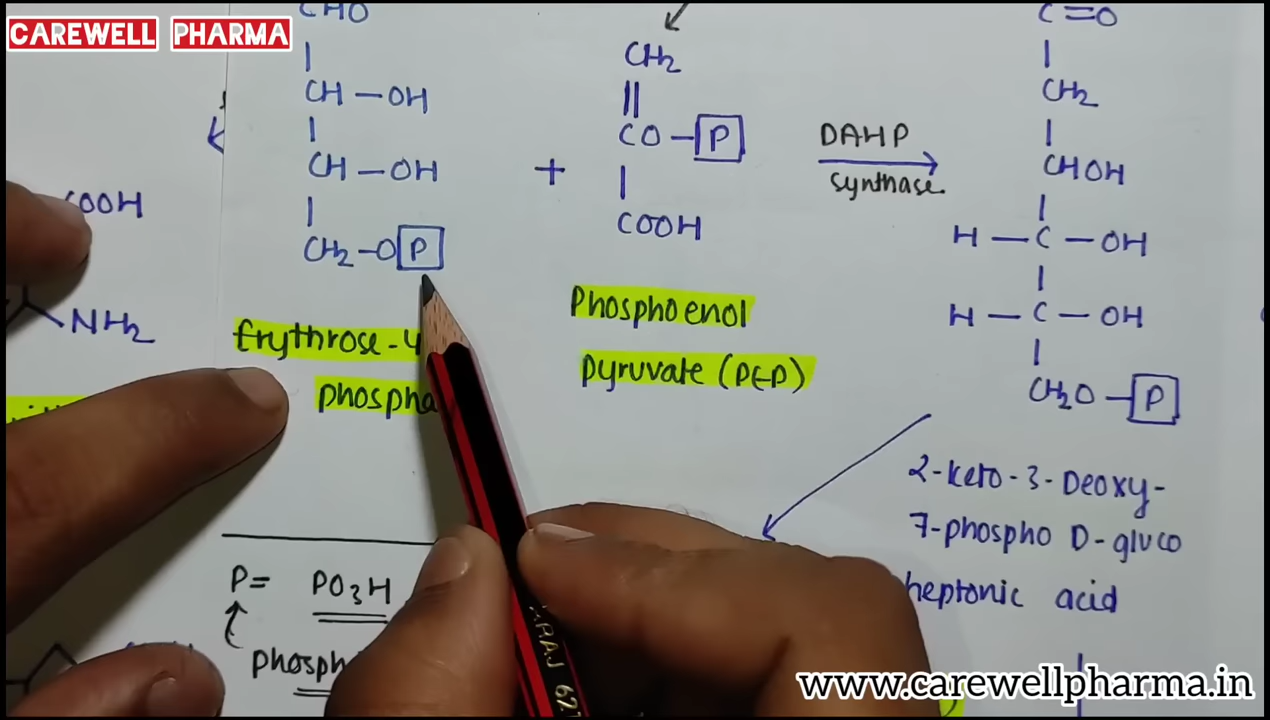 CAREWELL PHARMA
CHO
CH-OH
CH-OH
CH2-O P
Erythrose-4
+
CH2
CO-P
COOH
Phosphoenol
pyruvate (PEP)
DAHP
synthase
C=O
CH2
CHOH
H-C-OH
H-C-OH
CH2O-P
2-keto-3-Deoxy-
7-phospho D-gluco
heptonic acid
COOH
NH2
P= PO3H
www.carewellpharma.in